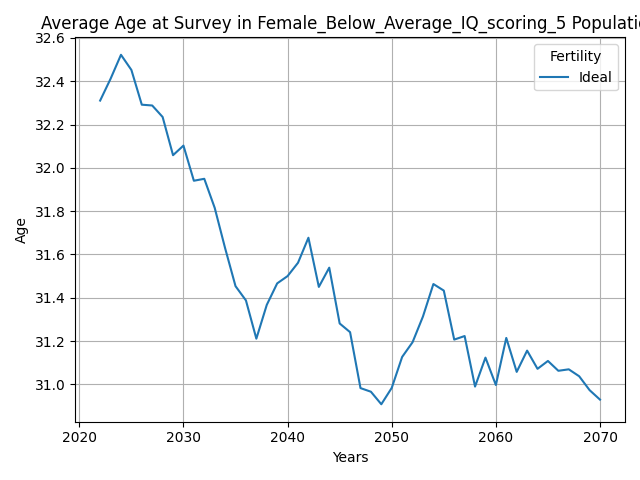 Average Age at Survey in Female_Below_Average_IQ_scoring_5
Fertility
Ideal
Age
32.6
32.4
32.2
32.0
31.8
31.6
31.4
31.2
31.0
2020 2030 2040 2050 2060 2070
Years